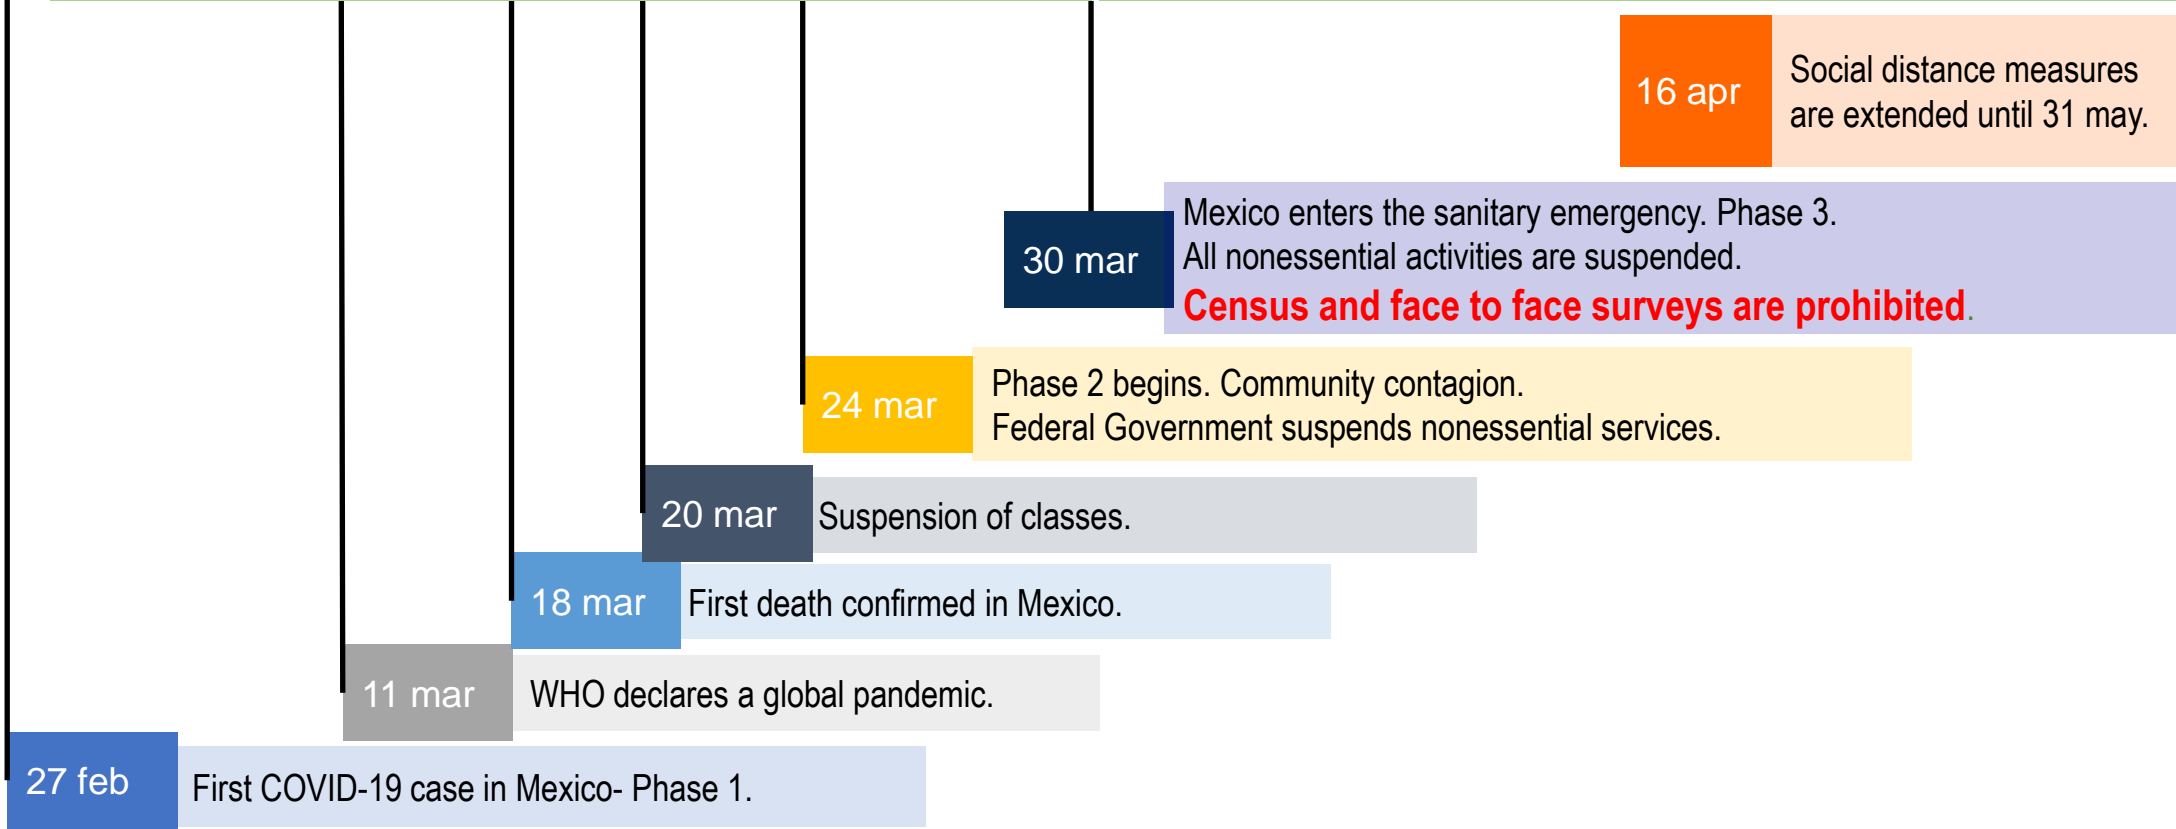 16 apr
Social distance measures
are extended until 31 may.
30 mar
Mexico enters the sanitary emergency. Phase 3.
All nonessential activities are suspended.
Census and face to face surveys are prohibited.
24 mar
Phase 2 begins. Community contagion.
Federal Government suspends nonessential services.
20 mar
Suspension of classes.
18 mar
First death confirmed in Mexico.
11 mar
WHO declares a global pandemic.
27 feb
First COVID-19 case in Mexico- Phase 1.